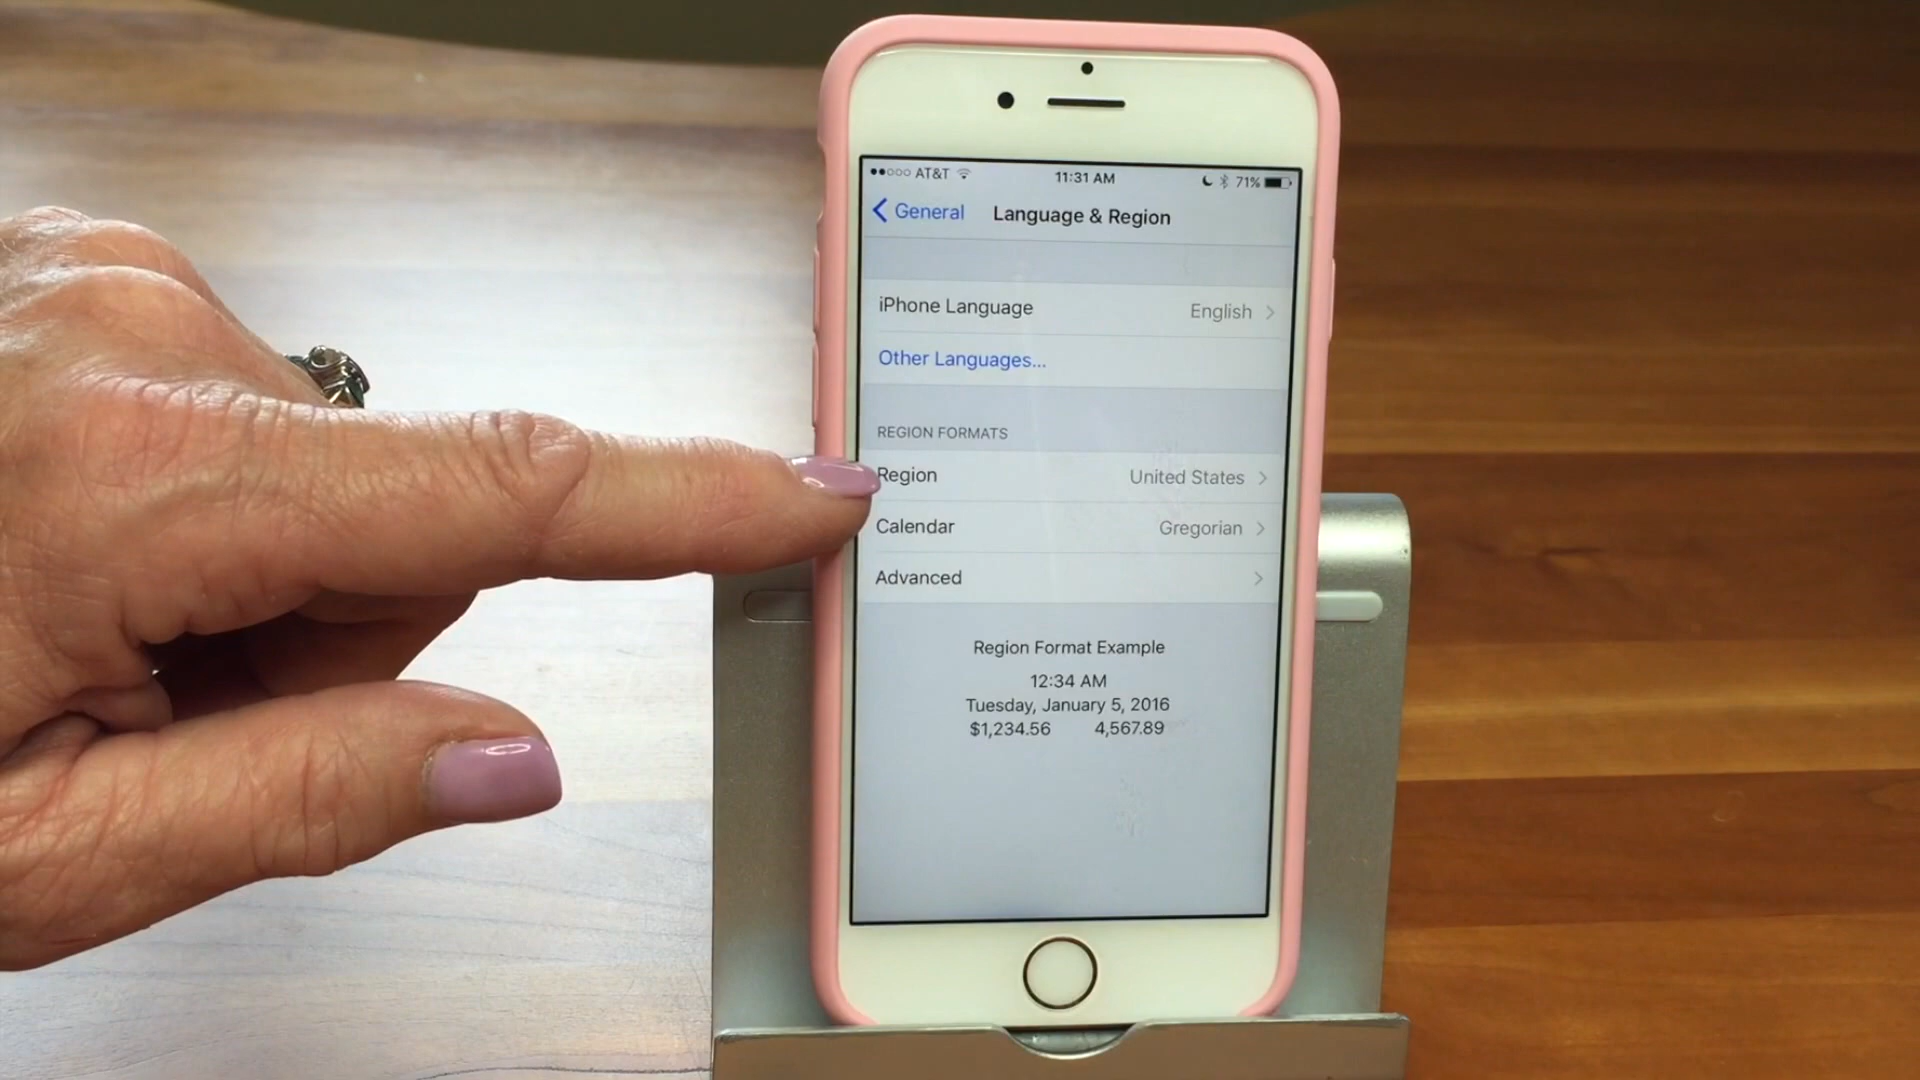 AT&T 11:31 AM 71%
General Language & Region
iPhone Language English
Other Languages...
REGION FORMATS
Region United States
Calendar Gregorian
Advanced
Region Format Example
12:34 AM
Tuesday, January 5, 2016
$1,234.56 4,567.89